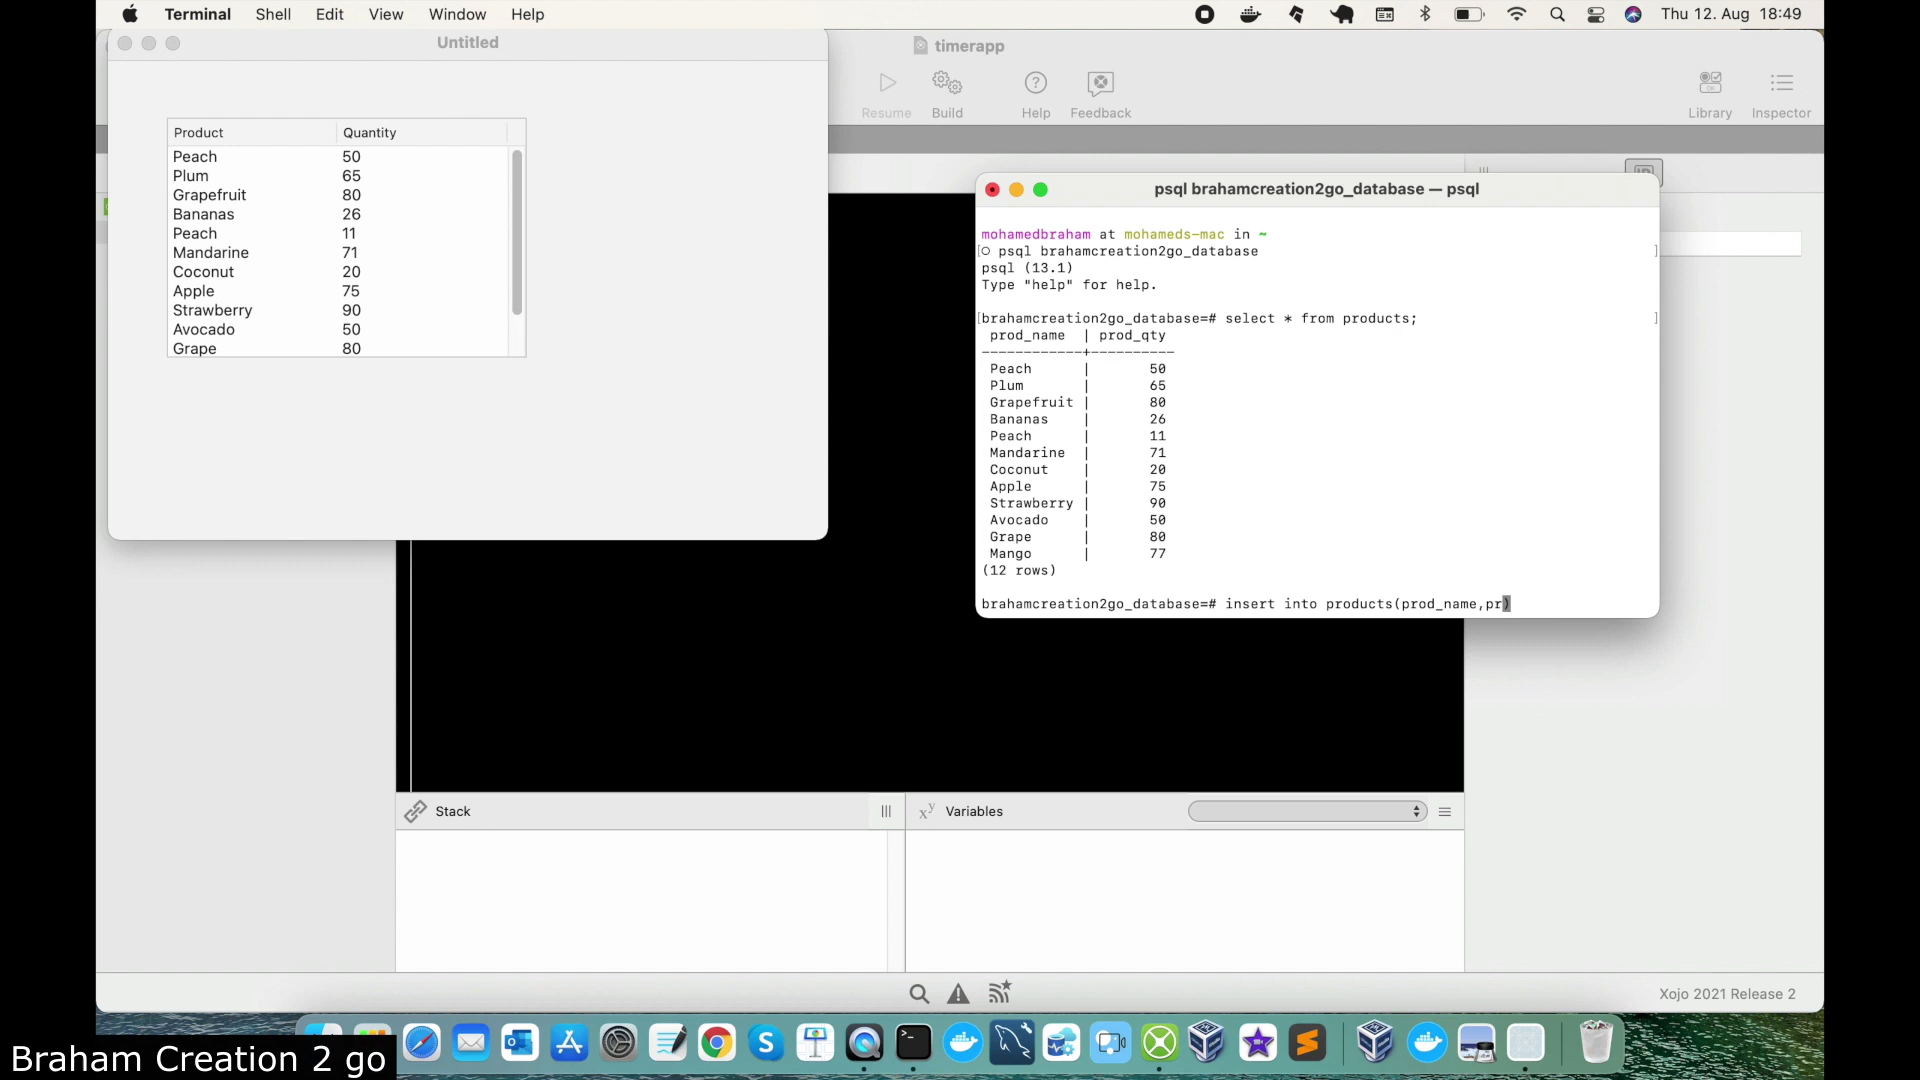 Terminal Shell Edit View Window Help
Thu 12. Aug 18:49
Untitled
timerapp
Resume Build Help Feedback Library Inspector
Product Quantity
Peach 50
Plum 65
Grapefruit 80
Bananas 26
Peach 11
Mandarine 71
Coconut 20
Apple 75
Strawberry 90
Avocado 50
Grape 80
psql brahamcreation2go_database — psql
mohamedbraham at mohameds-mac in ~
[○ psql brahamcreation2go_database ]
psql (13.1)
Type "help" for help.
[brahamcreation2go_database=# select * from products; ]
prod_name | prod_qty
------------+----------
Peach | 50
Plum | 65
Grapefruit | 80
Bananas | 26
Peach | 11
Mandarine | 71
Coconut | 20
Apple | 75
Strawberry | 90
Avocado | 50
Grape | 80
Mango | 77
(12 rows)
brahamcreation2go_database=# insert into products(prod_name,pr)
Stack
Variables
Xojo 2021 Release 2
Braham Creation 2 go